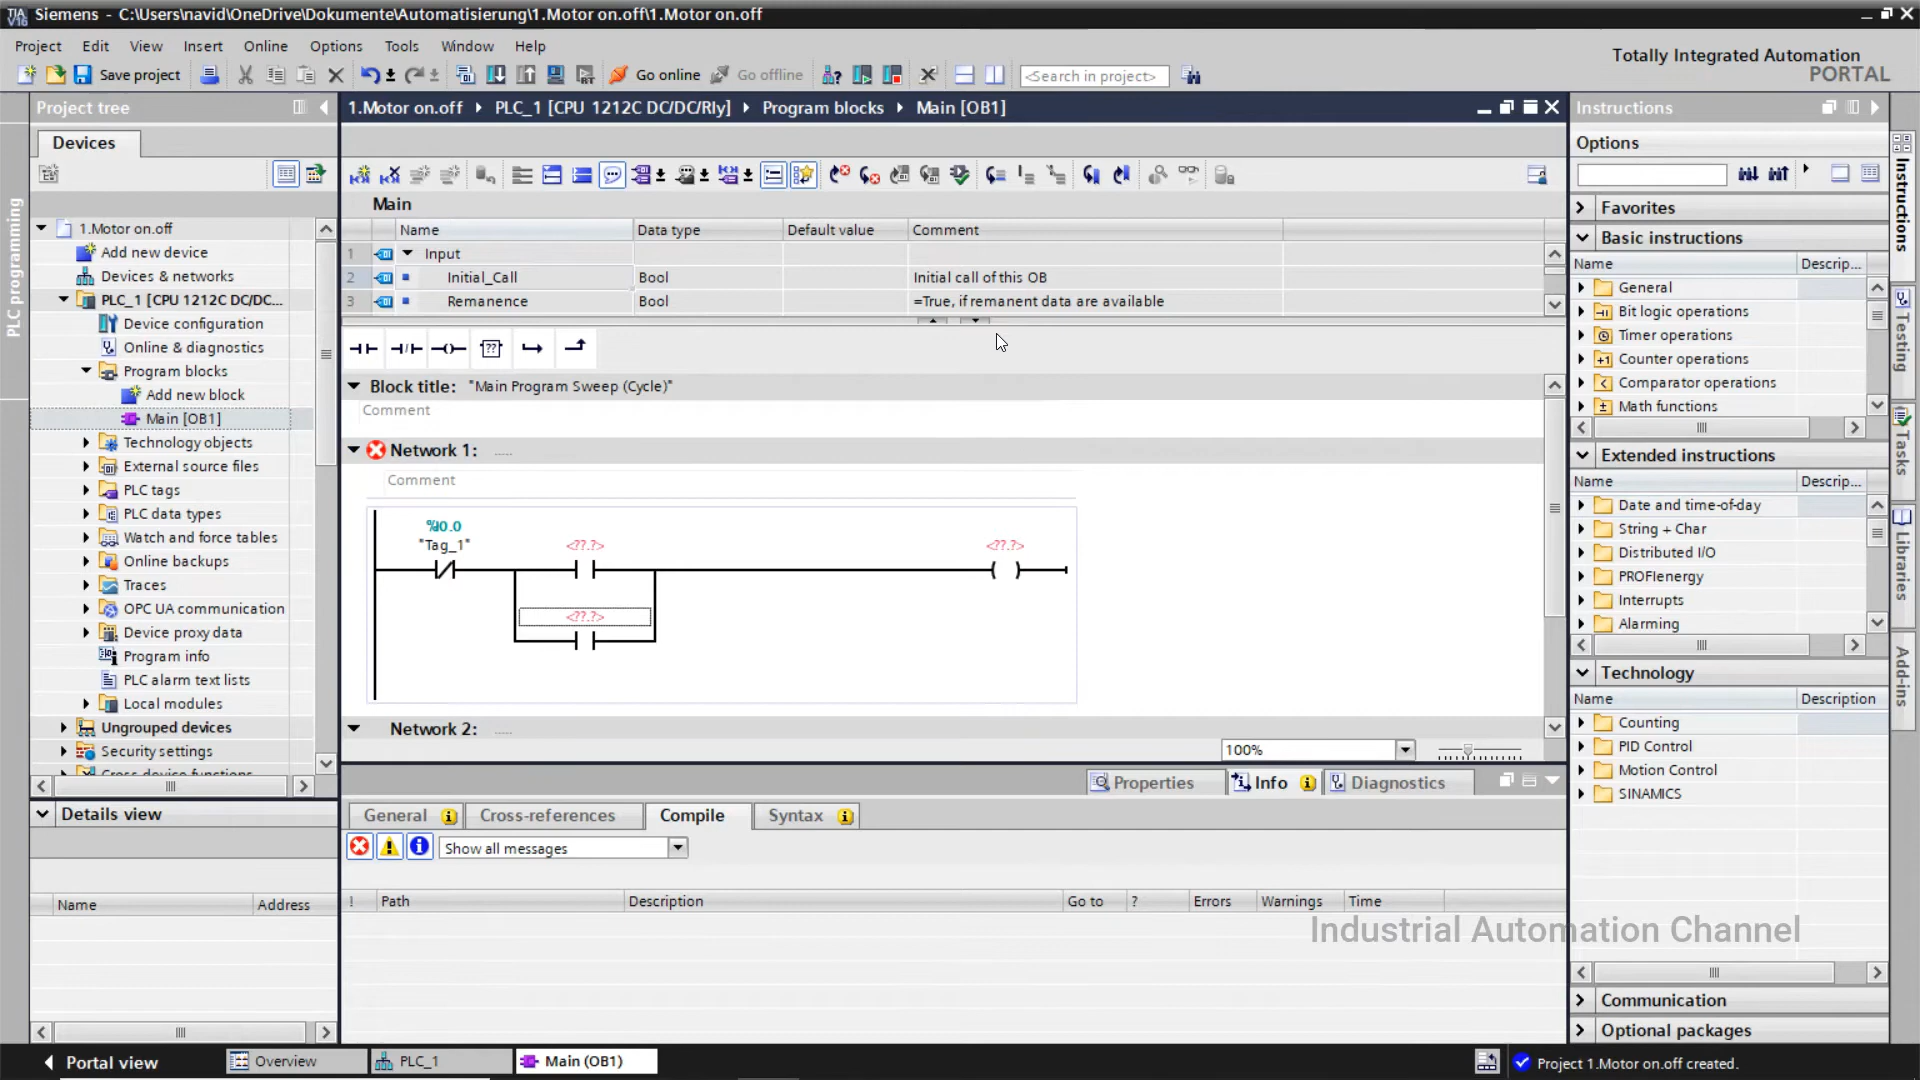 Siemens - C:\Users\navid\OneDrive\Dokumente\Automatisierung\1.Motor on.off\1.Motor on.off
Project Edit View Insert Online Options Tools Window Help
Totally Integrated Automation
PORTAL
Save project
Go online
Go offline
<Search in project>
Project tree
1.Motor on.off PLC_1 [CPU 1212C DC/DC/Rly] Program blocks Main [OB1]
Instructions
Devices
Options
PLC programming
1.Motor on.off
Add new device
Devices & networks
PLC_1 [CPU 1212C DC/DC...
Device configuration
Online & diagnostics
Program blocks
Add new block
Main [OB1]
Technology objects
External source files
PLC tags
PLC data types
Watch and force tables
Online backups
Traces
OPC UA communication
Device proxy data
Program info
PLC alarm text lists
Local modules
Ungrouped devices
Security settings
Details view
Name Address
Main
Name Data type Default value Comment
1 Input
2 Initial_Call Bool Initial call of this OB
3 Remanence Bool =True, if remanent data are available
??
Block title: "Main Program Sweep (Cycle)"
Comment
Network 1: .....
Comment
%I0.0
"Tag_1"
<??.?>
<??.?>
<??.?>
Network 2: .....
100%
Properties Info Diagnostics
General Cross-references Compile Syntax
Show all messages
! Path Description Go to ? Errors Warnings Time
Favorites
Basic instructions
Name Descrip...
General
Bit logic operations
Timer operations
Counter operations
Comparator operations
Math functions
Extended instructions
Name Descrip...
Date and time-of-day
String + Char
Distributed I/O
PROFIenergy
Interrupts
Alarming
Technology
Name Description
Counting
PID Control
Motion Control
SINAMICS
Communication
Optional packages
Instructions
Testing
Tasks
Libraries
Add-ins
Industrial Automation Channel
Portal view Overview PLC_1 Main (OB1) Project 1.Motor on.off created.